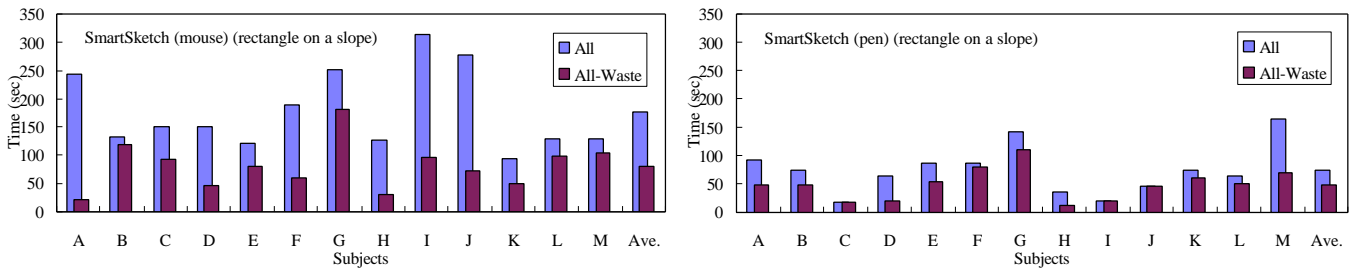 SmartSketch (mouse) (rectangle on a slope)
All
All-Waste
Time (sec)
350
300
250
200
150
100
50
0
A B C D E F G H I J K L M Ave.
Subjects
SmartSketch (pen) (rectangle on a slope)
All
All-Waste
Time (sec)
350
300
250
200
150
100
50
0
A B C D E F G H I J K L M Ave.
Subjects